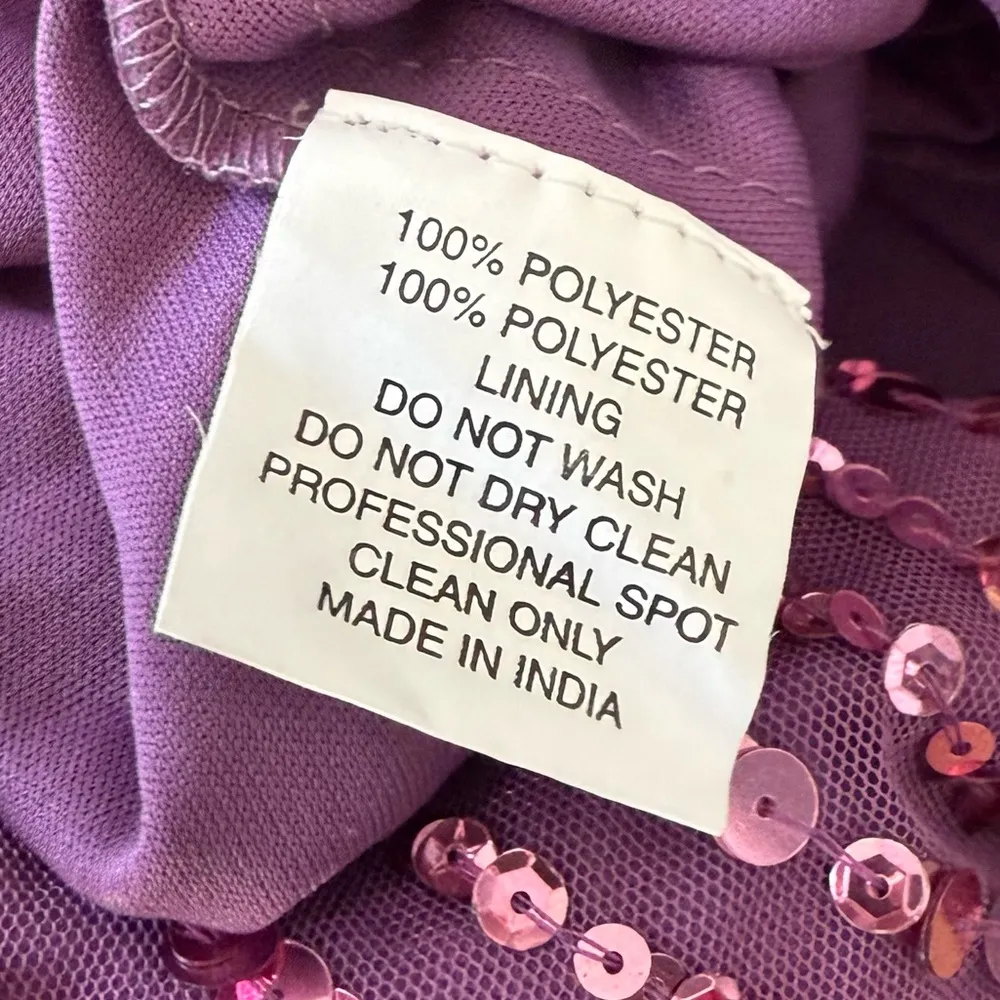 100% POLYESTER
100% POLYESTER
LINING
DO NOT WASH
DO NOT DRY CLEAN
PROFESSIONAL SPOT
CLEAN ONLY
MADE IN INDIA